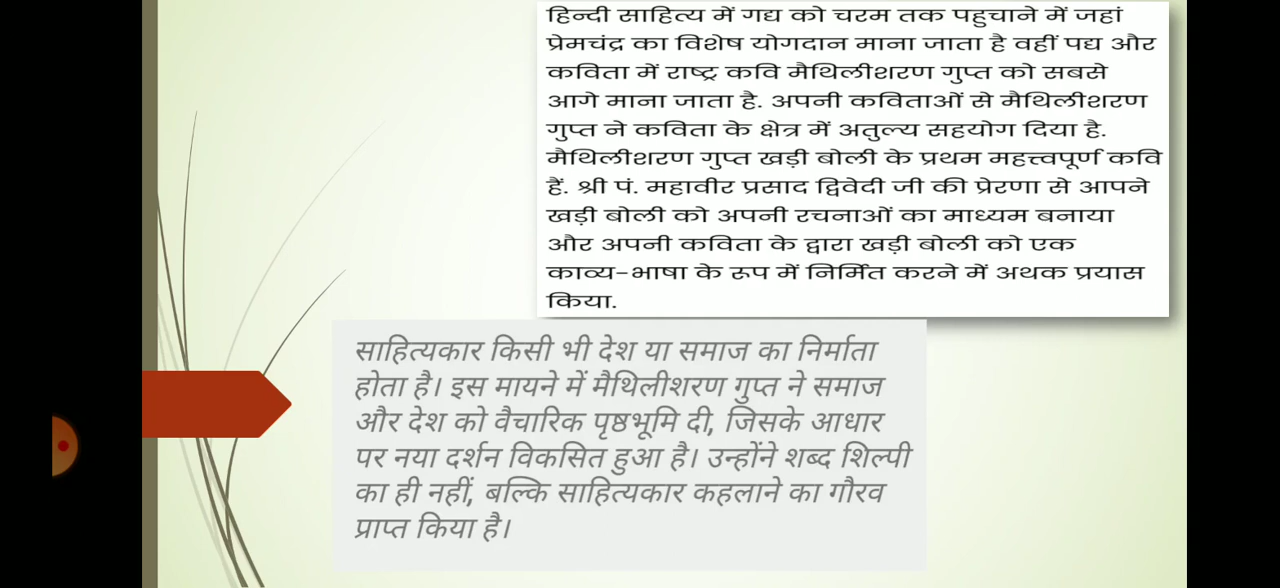 हिन्दी साहित्य में गद्य को चरम तक पहुचाने में जहां
प्रेमचंद्र का विशेष योगदान माना जाता है वहीं पद्य और
कविता में राष्ट्र कवि मैथिलीशरण गुप्त को सबसे
आगे माना जाता है. अपनी कविताओं से मैथिलीशरण
गुप्त ने कविता के क्षेत्र में अतुल्य सहयोग दिया है.
मैथिलीशरण गुप्त खड़ी बोली के प्रथम महत्त्वपूर्ण कवि
हैं. श्री पं. महावीर प्रसाद द्विवेदी जी की प्रेरणा से आपने
खड़ी बोली को अपनी रचनाओं का माध्यम बनाया
और अपनी कविता के द्वारा खड़ी बोली को एक
काव्य-भाषा के रूप में निर्मित करने में अथक प्रयास
किया.
साहित्यकार किसी भी देश या समाज का निर्माता
होता है। इस मायने में मैथिलीशरण गुप्त ने समाज
और देश को वैचारिक पृष्ठभूमि दी, जिसके आधार
पर नया दर्शन विकसित हुआ है। उन्होंने शब्द शिल्पी
का ही नहीं, बल्कि साहित्यकार कहलाने का गौरव
प्राप्त किया है।